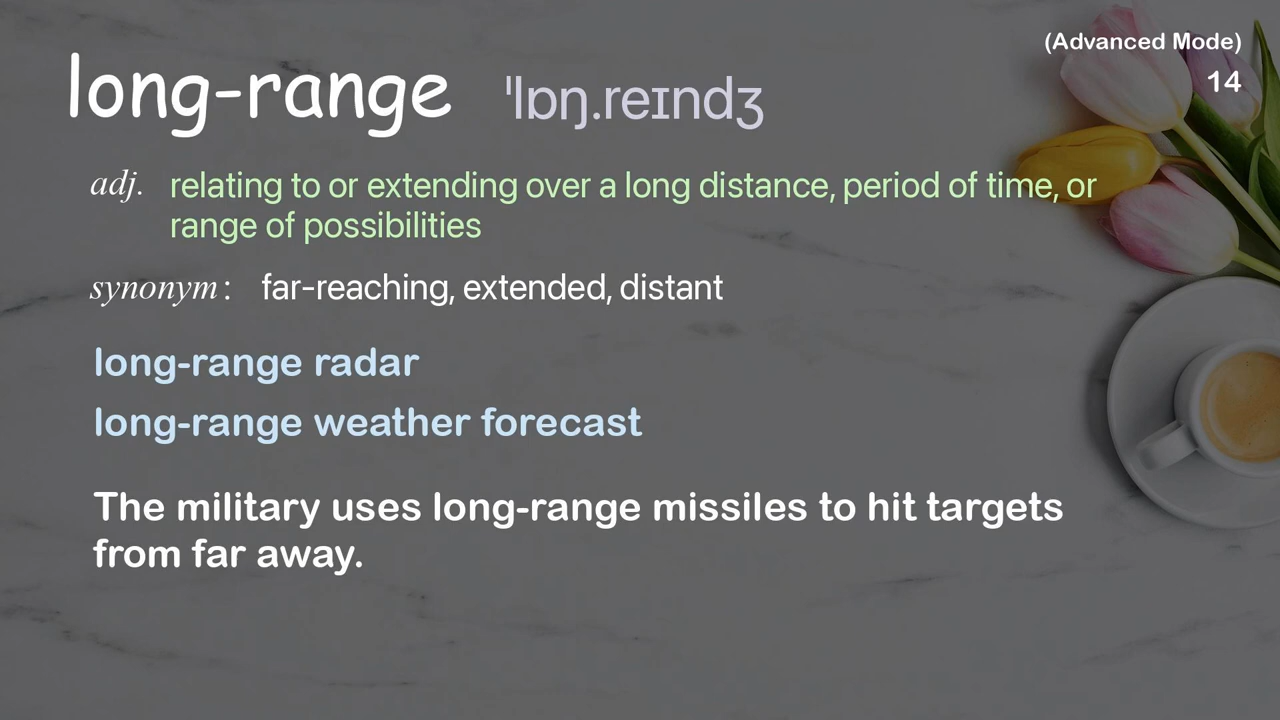 (Advanced Mode)
14
long-range ˈlɒŋ.reɪndʒ
adj. relating to or extending over a long distance, period of time, or
range of possibilities
synonym: far-reaching, extended, distant
long-range radar
long-range weather forecast
The military uses long-range missiles to hit targets
from far away.